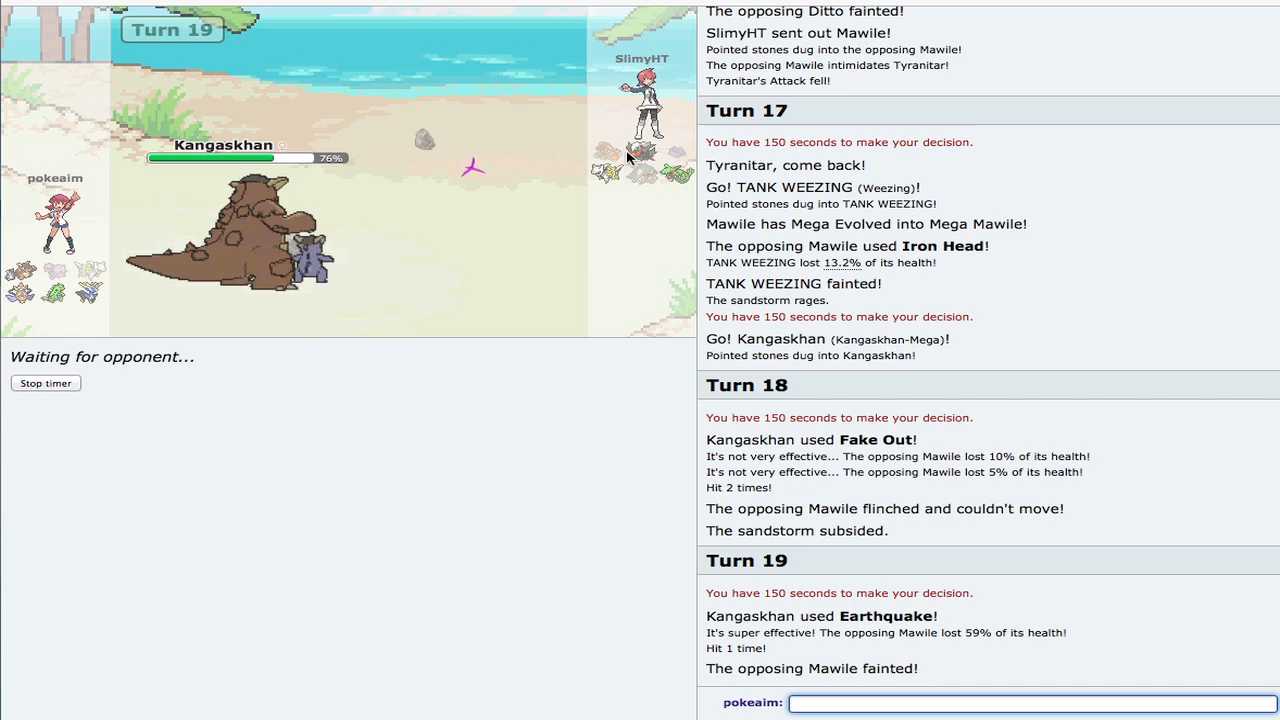 Turn 19
SlimyHT
Kangaskhan ♀
76%
pokeaim
Waiting for opponent...
Stop timer
The opposing Ditto fainted!
SlimyHT sent out Mawile!
Pointed stones dug into the opposing Mawile!
The opposing Mawile intimidates Tyranitar!
Tyranitar's Attack fell!
Turn 17
You have 150 seconds to make your decision.
Tyranitar, come back!
Go! TANK WEEZING (Weezing)!
Pointed stones dug into TANK WEEZING!
Mawile has Mega Evolved into Mega Mawile!
The opposing Mawile used Iron Head!
TANK WEEZING lost 13.2% of its health!
TANK WEEZING fainted!
The sandstorm rages.
You have 150 seconds to make your decision.
Go! Kangaskhan (Kangaskhan-Mega)!
Pointed stones dug into Kangaskhan!
Turn 18
You have 150 seconds to make your decision.
Kangaskhan used Fake Out!
It's not very effective... The opposing Mawile lost 10% of its health!
It's not very effective... The opposing Mawile lost 5% of its health!
Hit 2 times!
The opposing Mawile flinched and couldn't move!
The sandstorm subsided.
Turn 19
You have 150 seconds to make your decision.
Kangaskhan used Earthquake!
It's super effective! The opposing Mawile lost 59% of its health!
Hit 1 time!
The opposing Mawile fainted!
pokeaim: